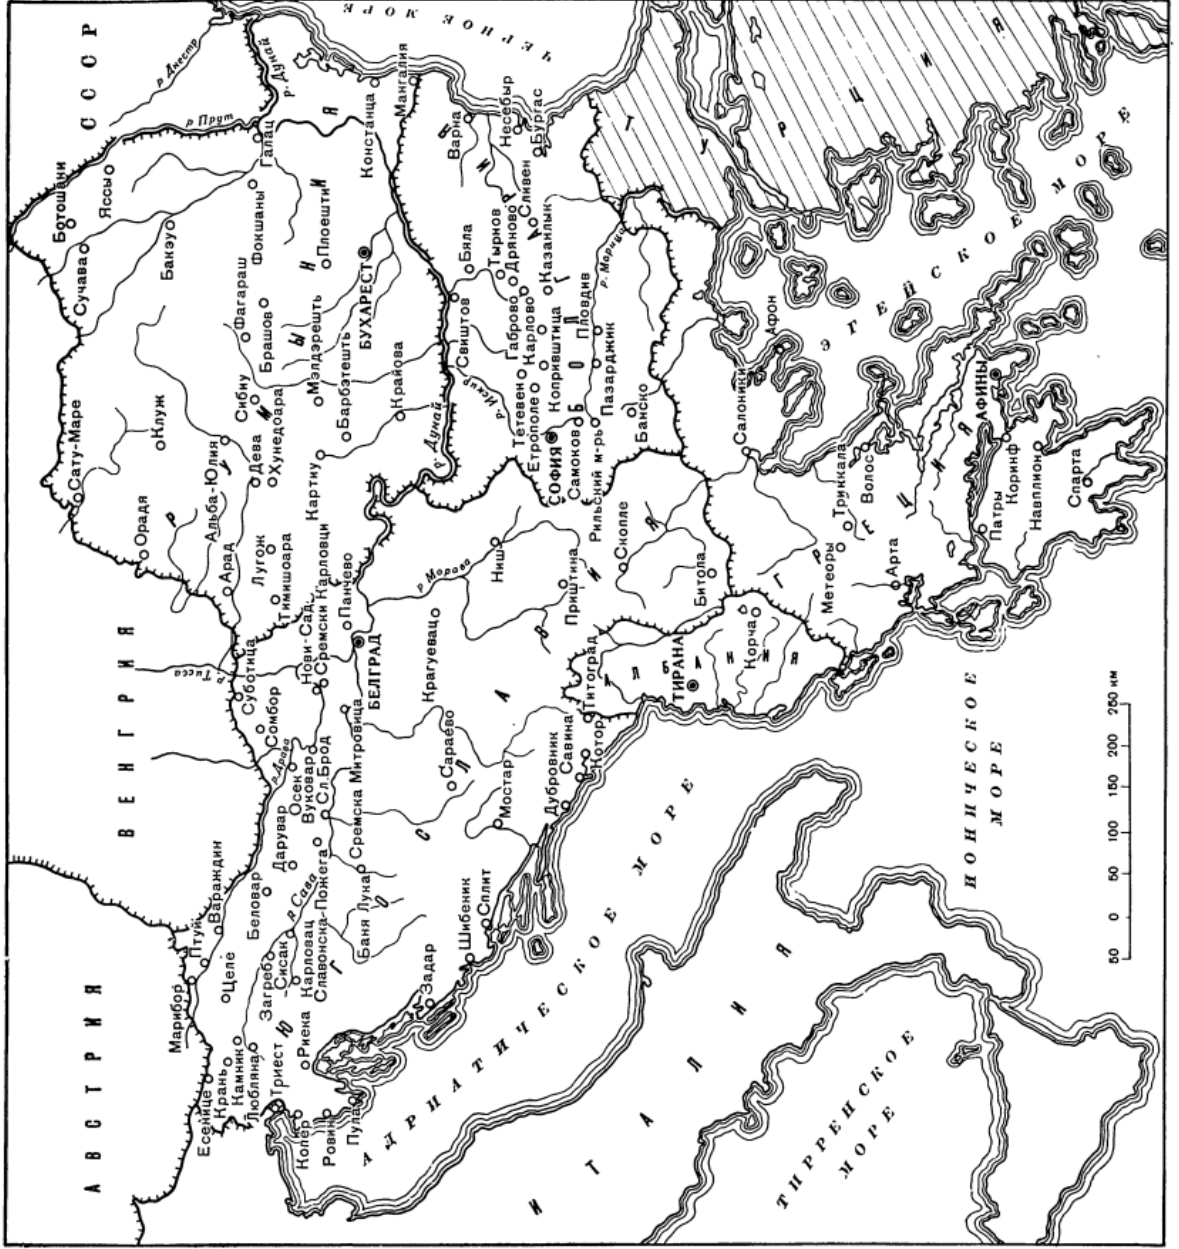 АВСТРИЯ
ВЕНГРИЯ
СССР
РУМЫНИЯ
ЮГОСЛАВИЯ
БОЛГАРИЯ
АЛБАНИЯ
ГРЕЦИЯ
ТУРЦИЯ
ИТАЛИЯ
ЧЕРНОЕ МОРЕ
ЭГЕЙСКОЕ МОРЕ
АДРИАТИЧЕСКОЕ МОРЕ
ИОНИЧЕСКОЕ
МОРЕ
ТИРРЕНСКОЕ
МОРЕ
р. Днестр
р. Дунай
р. Прут
р. Тисса
р. Драва
р. Сава
р. Морава
р. Дунай
р. Искир
р. Марица
Ботошани
Яссы
Сучава
Галац
Бакэу
Фокшаны
Плоешти
Констанца
Мангалия
БУХАРЕСТ
Фагараш
Брашов
Мэлдэрешть
Барбэтешть
Крайова
Сибиу
Хунедоара
Дева
Альба-Юлия
Клуж
Сату-Маре
Орадя
Арад
Лугож
Тимишоара
Картиу
Варна
Несебыр
Бургас
Сливен
Бяла
Тырнов
Дряново
Казанлык
Свиштов
Габрово
Карлово
Копривштица
Пловдив
Пазарджик
Тетевен
Етрополе
СОФИЯ
Самоков
Рильский м-рь
Банско
Суботица
Сомбор
Нови-Сад
Сремски Карловци
Панчево
БЕЛГРАД
Крагуевац
Ниш
Приштина
Скопле
Битола
Титоград
Сараево
Мостар
Дубровник
Савина
Котор
Сремска Митровица
Сл.Брод
Вуковар
Осек
Дарувар
Беловар
Вараждин
Птуй
Марибор
Целе
Загреб
Сисак
Карловац
Славонска-Пожега
Баня Лука
Шибеник
Сплит
Задар
Риека
Триест
Любляна
Камник
Крань
Есенице
Копер
Ровин
Пула
ТИРАНА
Корча
Салоники
Афон
Метеоры
Триккала
Волос
Арта
АФИНЫ
Патры
Коринф
Навплион
Спарта
50 0 50 100 150 200 250 км